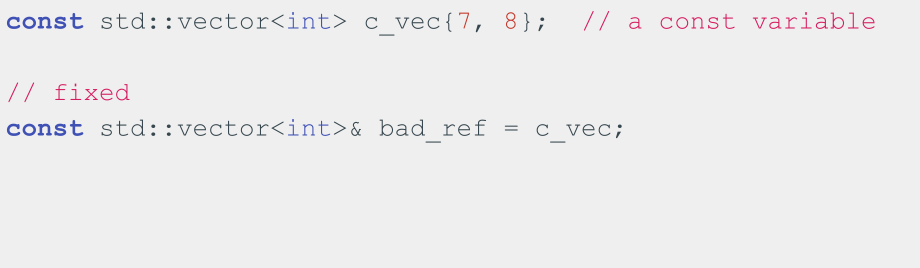 const std::vector<int> c_vec{7, 8};  // a const variable
// fixed
const std::vector<int>& bad_ref = c_vec;